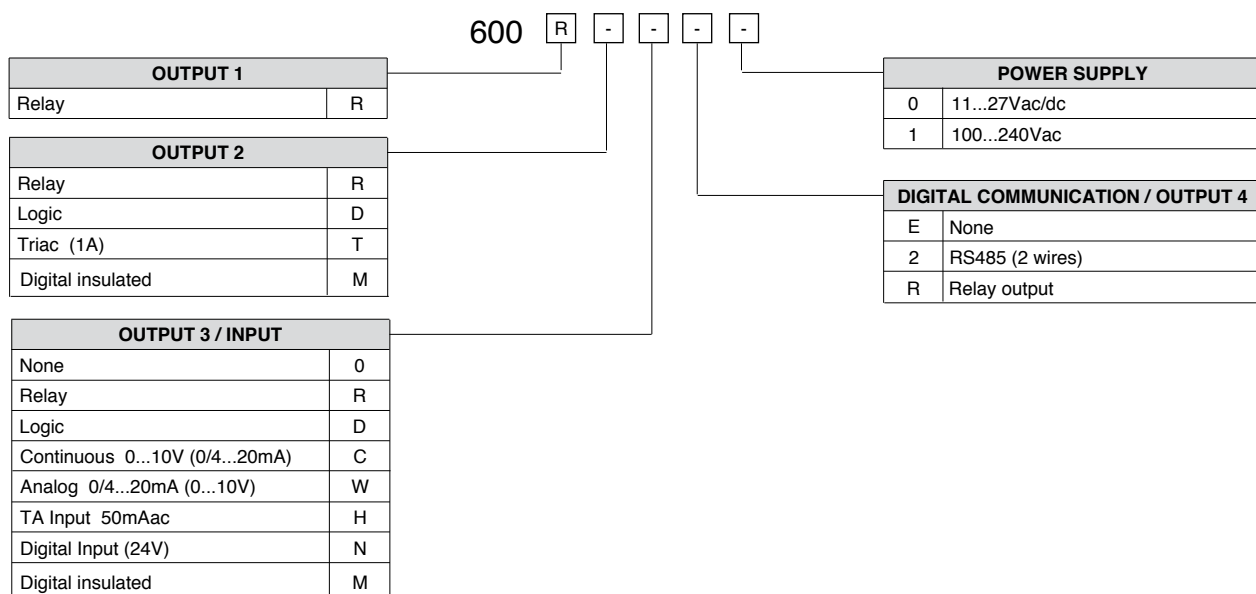 600 R - - - -
OUTPUT 1
Relay R
OUTPUT 2
Relay R
Logic D
Triac (1A) T
Digital insulated M
OUTPUT 3 / INPUT
None 0
Relay R
Logic D
Continuous 0...10V (0/4...20mA) C
Analog 0/4...20mA (0...10V) W
TA Input 50mAac H
Digital Input (24V) N
Digital insulated M
POWER SUPPLY
0 11...27Vac/dc
1 100...240Vac
DIGITAL COMMUNICATION / OUTPUT 4
E None
2 RS485 (2 wires)
R Relay output